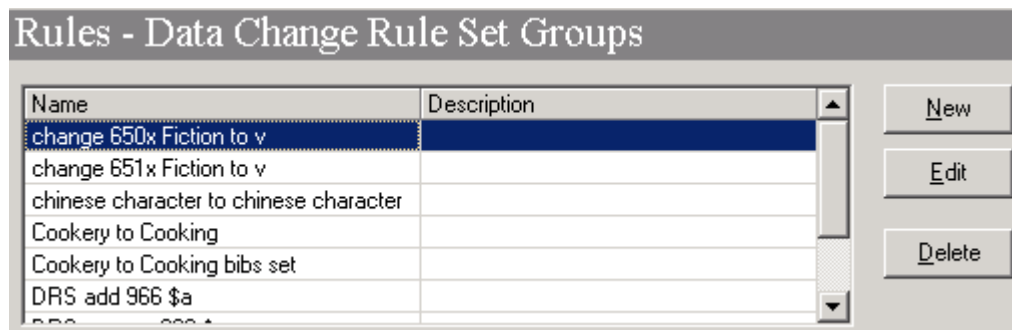 Rules - Data Change Rule Set Groups
Name Description
change 650x Fiction to v
change 651x Fiction to v
chinese character to chinese character
Cookery to Cooking
Cookery to Cooking bibs set
DRS add 966 $a
New
Edit
Delete